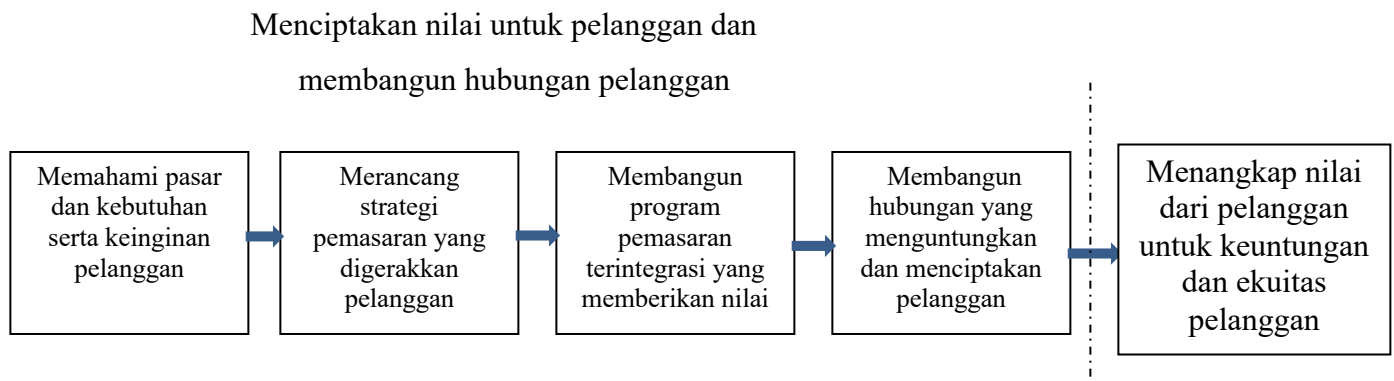 Menciptakan nilai untuk pelanggan dan
membangun hubungan pelanggan
Memahami pasar
dan kebutuhan
serta keinginan
pelanggan
Merancang
strategi
pemasaran yang
digerakkan
pelanggan
Membangun
program
pemasaran
terintegrasi yang
memberikan nilai
Membangun
hubungan yang
menguntungkan
dan menciptakan
pelanggan
Menangkap nilai
dari pelanggan
untuk keuntungan
dan ekuitas
pelanggan